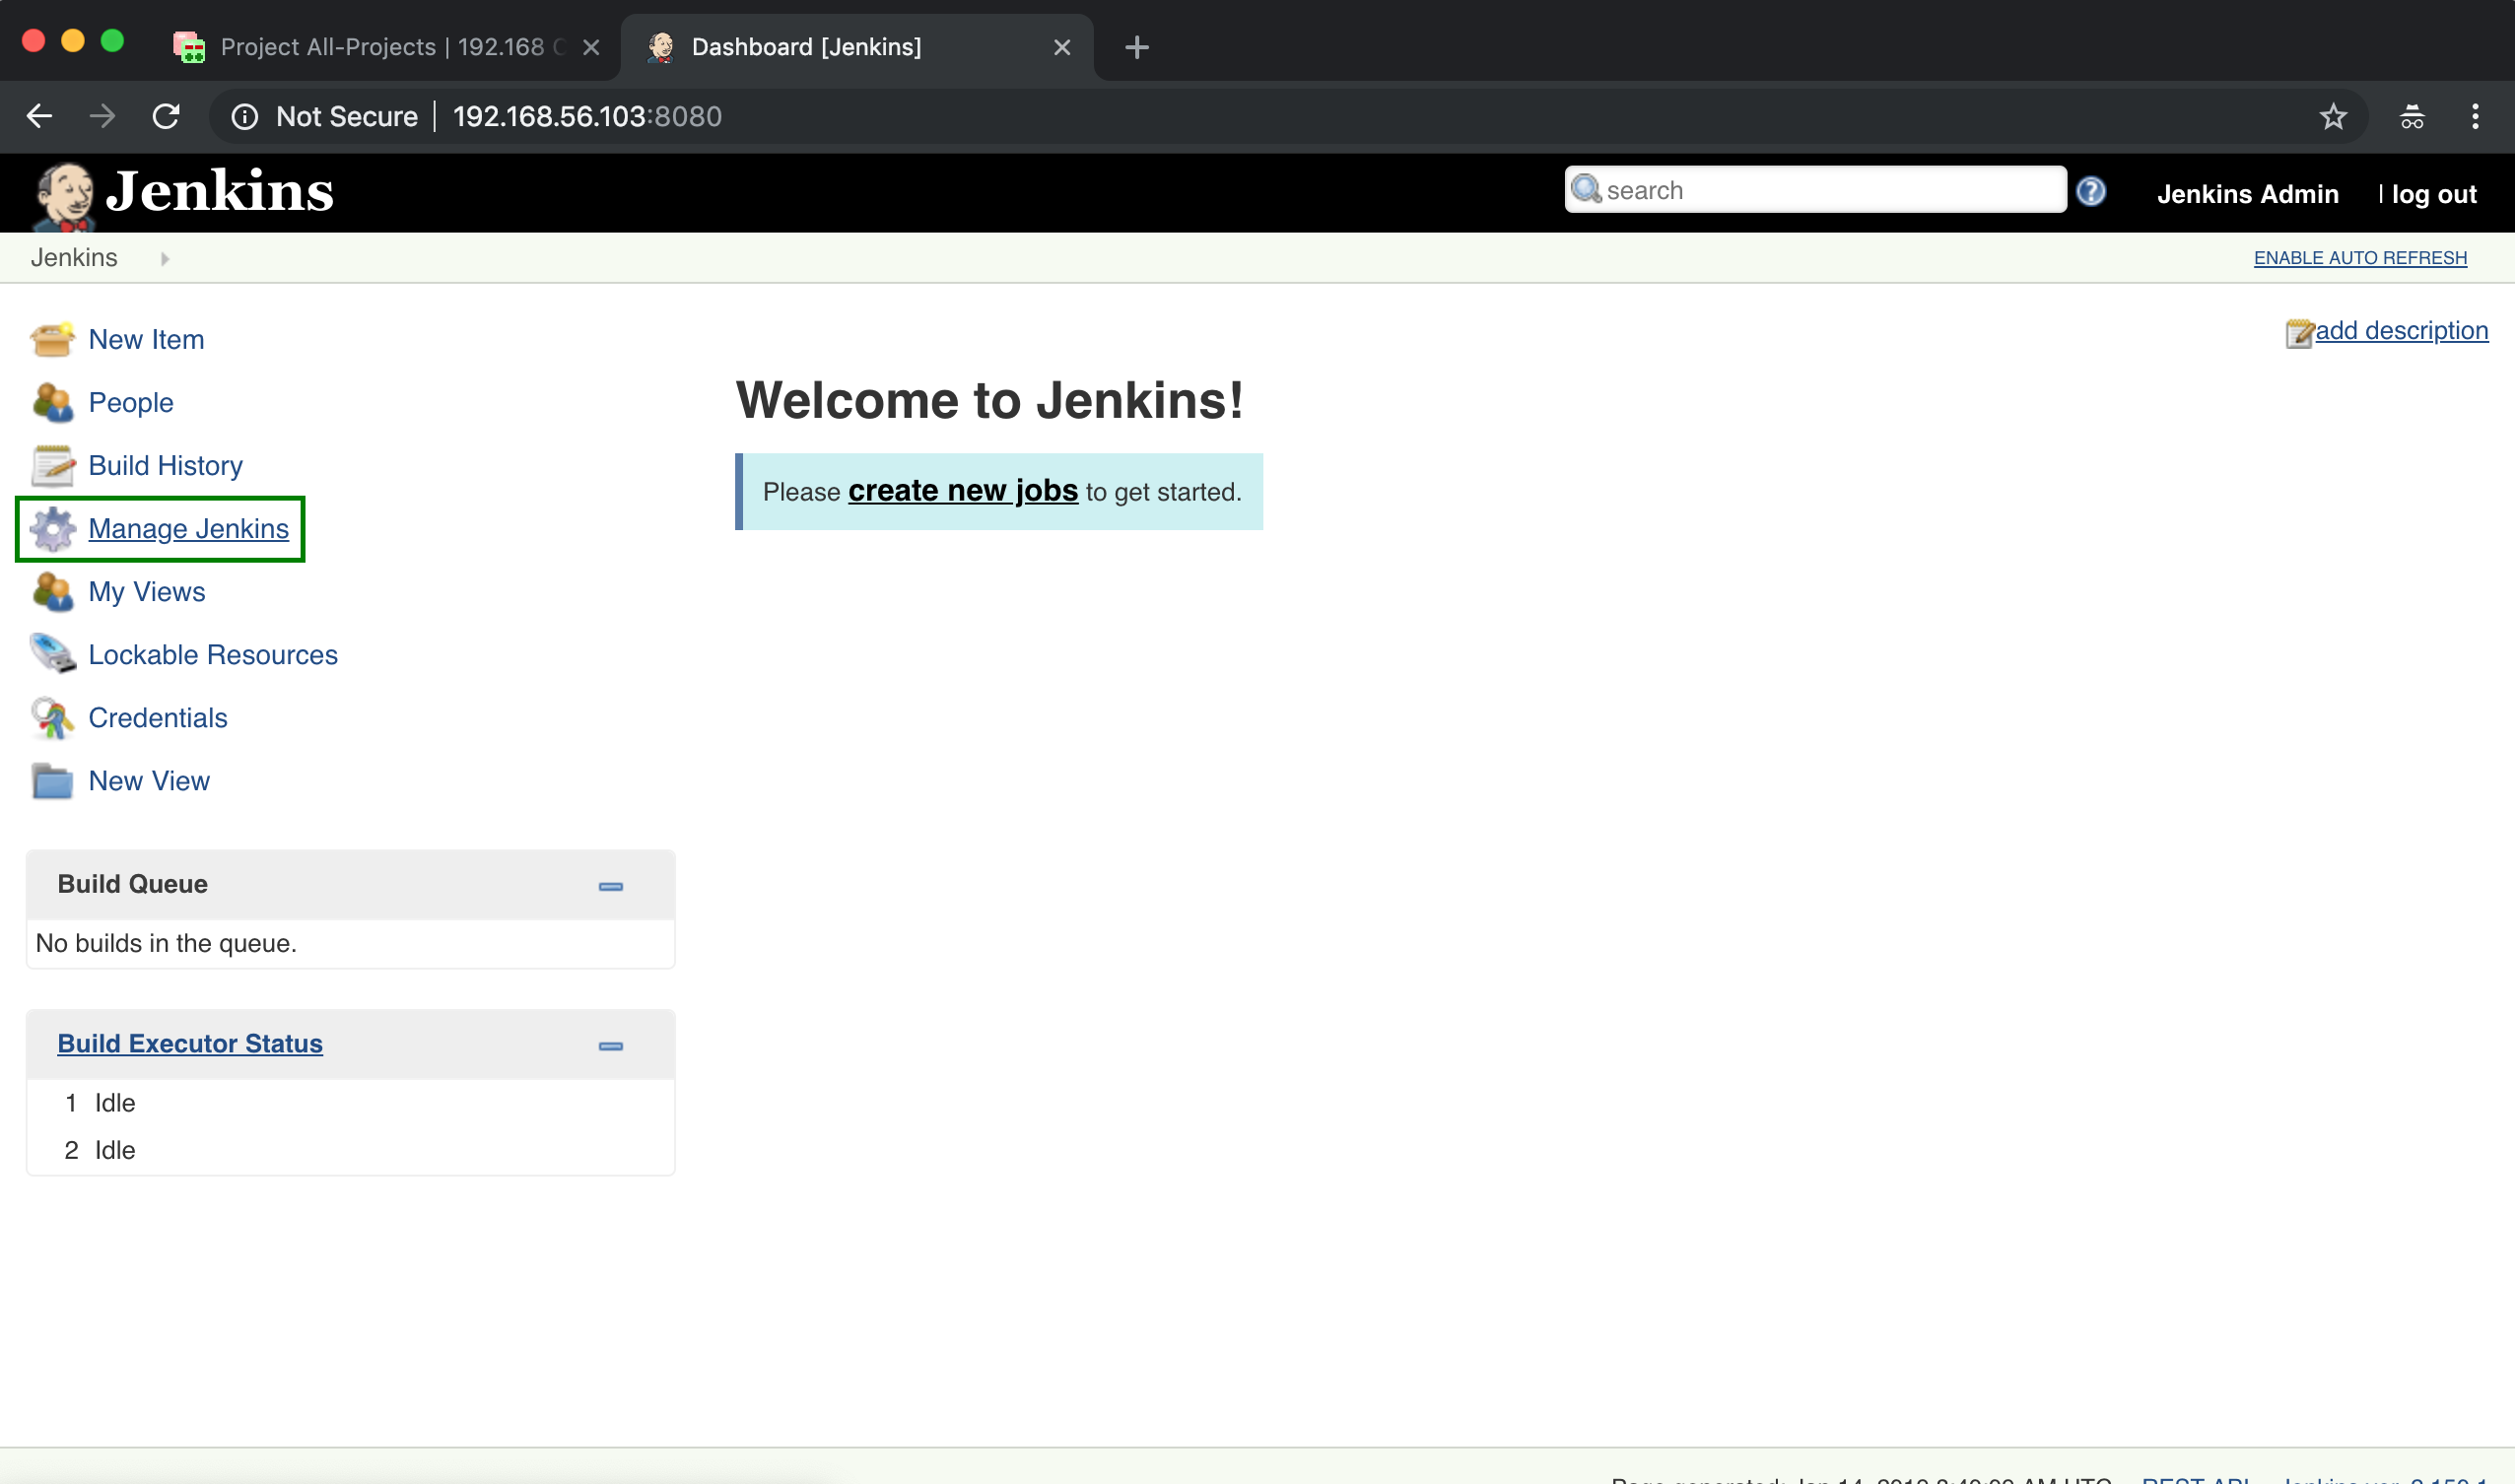 Project All-Projects | 192.168
Dashboard [Jenkins]
Not Secure | 192.168.56.103:8080
Jenkins
search
Jenkins Admin
| log out
Jenkins
ENABLE AUTO REFRESH
New Item
People
Build History
Manage Jenkins
My Views
Lockable Resources
Credentials
New View
add description
Welcome to Jenkins!
Please create new jobs to get started.
Build Queue
No builds in the queue.
Build Executor Status
1 Idle
2 Idle